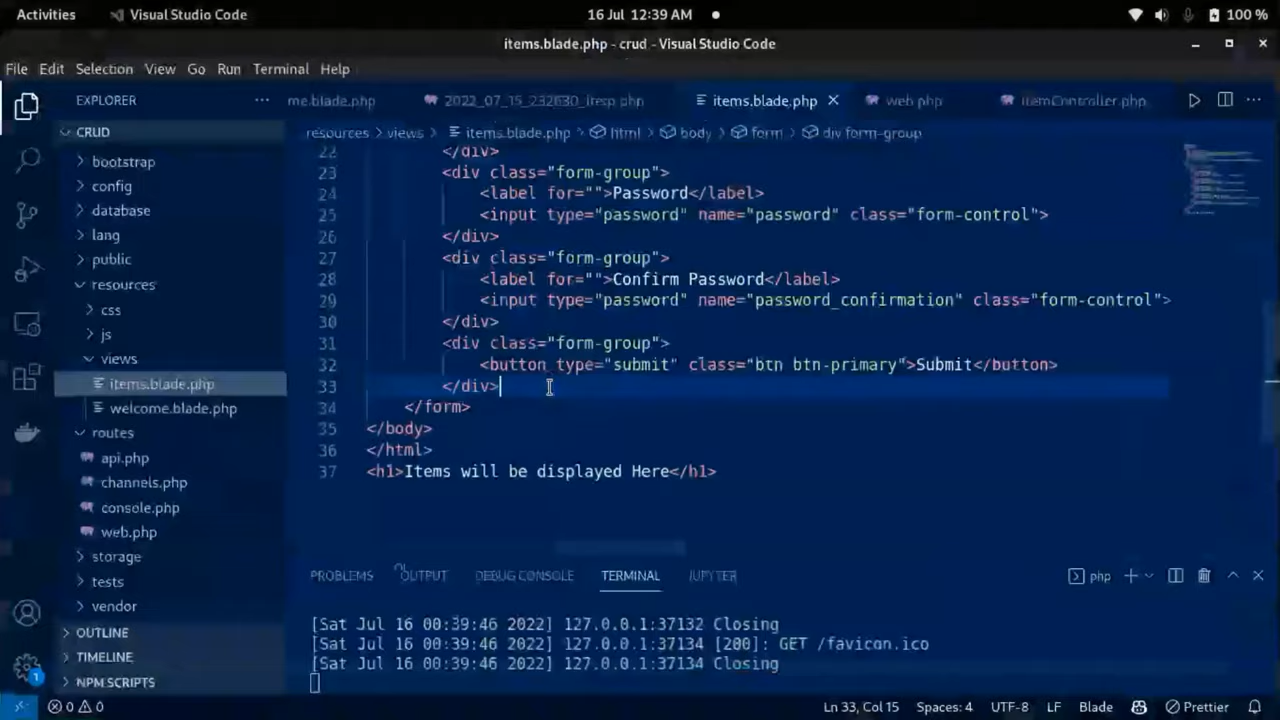 Activities
Visual Studio Code
16 Jul 12:39 AM
100 %
items.blade.php - crud - Visual Studio Code
File Edit Selection View Go Run Terminal Help
EXPLORER
me.blade.php
items.blade.php
web.php
itemController.php
CRUD
resources > views > items.blade.php > html > body > form > div form-group
bootstrap
config
database
lang
public
resources
css
js
views
items.blade.php
welcome.blade.php
routes
api.php
channels.php
console.php
web.php
storage
tests
vendor
OUTLINE
TIMELINE
NPM SCRIPTS
22 </div>
23 <div class="form-group">
24 <label for="">Password</label>
25 <input type="password" name="password" class="form-control">
26 </div>
27 <div class="form-group">
28 <label for="">Confirm Password</label>
29 <input type="password" name="password_confirmation" class="form-control">
30 </div>
31 <div class="form-group">
32 <button type="submit" class="btn btn-primary">Submit</button>
33 </div>
34 </form>
35 </body>
36 </html>
37 <h1>Items will be displayed Here</h1>
PROBLEMS OUTPUT DEBUG CONSOLE TERMINAL JUPYTER
php
[Sat Jul 16 00:39:46 2022] 127.0.0.1:37132 Closing
[Sat Jul 16 00:39:46 2022] 127.0.0.1:37134 [200]: GET /favicon.ico
[Sat Jul 16 00:39:46 2022] 127.0.0.1:37134 Closing
1
0 0
Ln 33, Col 15 Spaces: 4 UTF-8 LF Blade Prettier